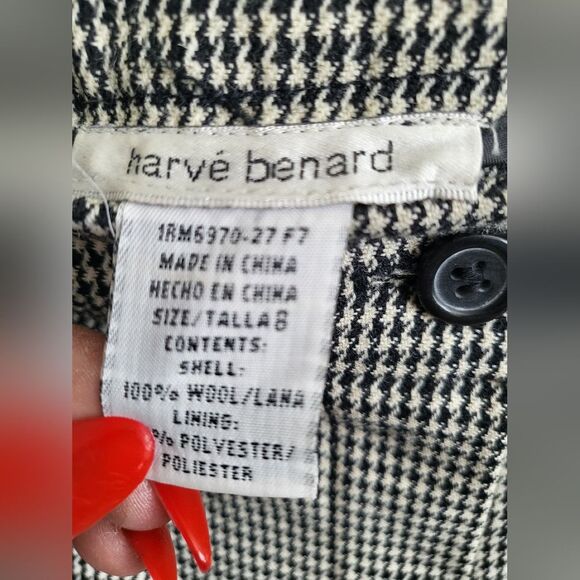 harvé benard
1RM6970-27 F7
MADE IN CHINA
HECHO EN CHINA
SIZE/TALLA 8
CONTENTS:
SHELL:
100% WOOL/LANA
LINING:
% POLYESTER/
POLIESTER